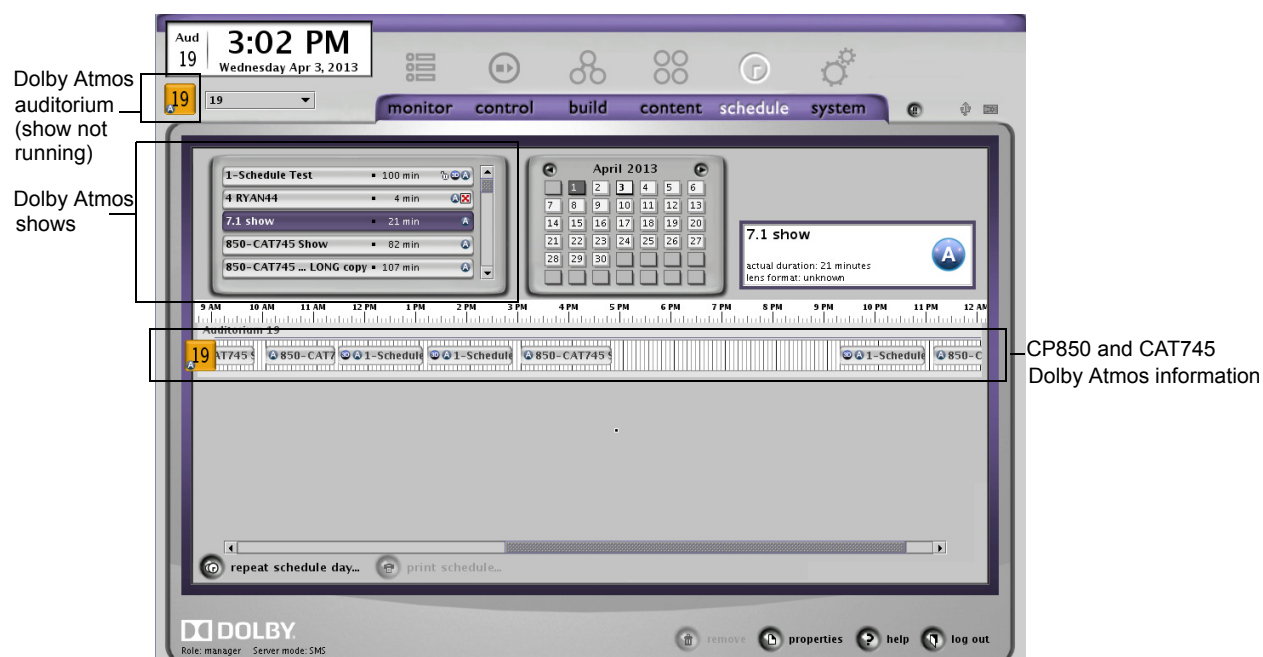 Dolby Atmos
auditorium
(show not
running)
Dolby Atmos
shows
Aud
19
3:02 PM
Wednesday Apr 3, 2013
19
A
19
monitor
control
build
content
schedule
system
1-Schedule Test 100 min 3D A
4 RYAN44 4 min A
7.1 show 21 min A
850-CAT745 Show 82 min A
850-CAT745 ... LONG copy 107 min A
April 2013
1 2 3 4 5 6
7 8 9 10 11 12 13
14 15 16 17 18 19 20
21 22 23 24 25 26 27
28 29 30
7.1 show
actual duration: 21 minutes
lens format: unknown
A
9 AM 10 AM 11 AM 12 PM 1 PM 2 PM 3 PM 4 PM 5 PM 6 PM 7 PM 8 PM 9 PM 10 PM 11 PM 12 AM
Auditorium 19
19
A
AT745 S
A 850-CAT7
3D A 1-Schedule
3D A 1-Schedule
A 850-CAT745 S
3D A 1-Schedule
A 850-C
CP850 and CAT745
Dolby Atmos information
repeat schedule day...
print schedule...
DOLBY
Role: manager Server mode: SMS
remove
properties
? help
log out